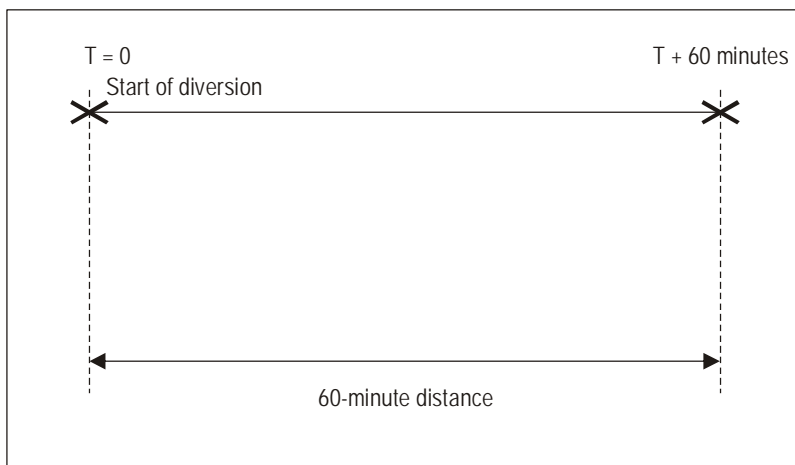 T = 0
T + 60 minutes
Start of diversion
60-minute distance